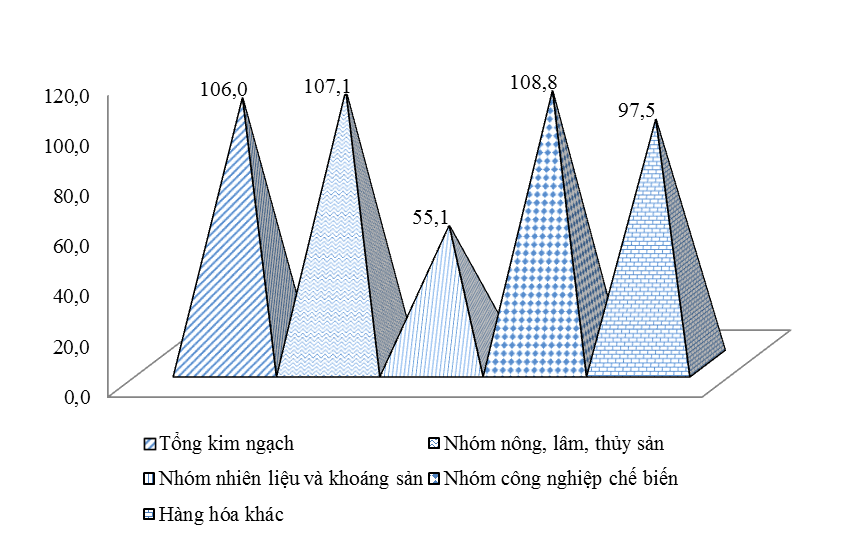 106,0
107,1
55,1
108,8
97,5
120,0
100,0
80,0
60,0
40,0
20,0
0,0
Tổng kim ngạch
Nhóm nông, lâm, thủy sản
Nhóm nhiên liệu và khoáng sản
Nhóm công nghiệp chế biến
Hàng hóa khác